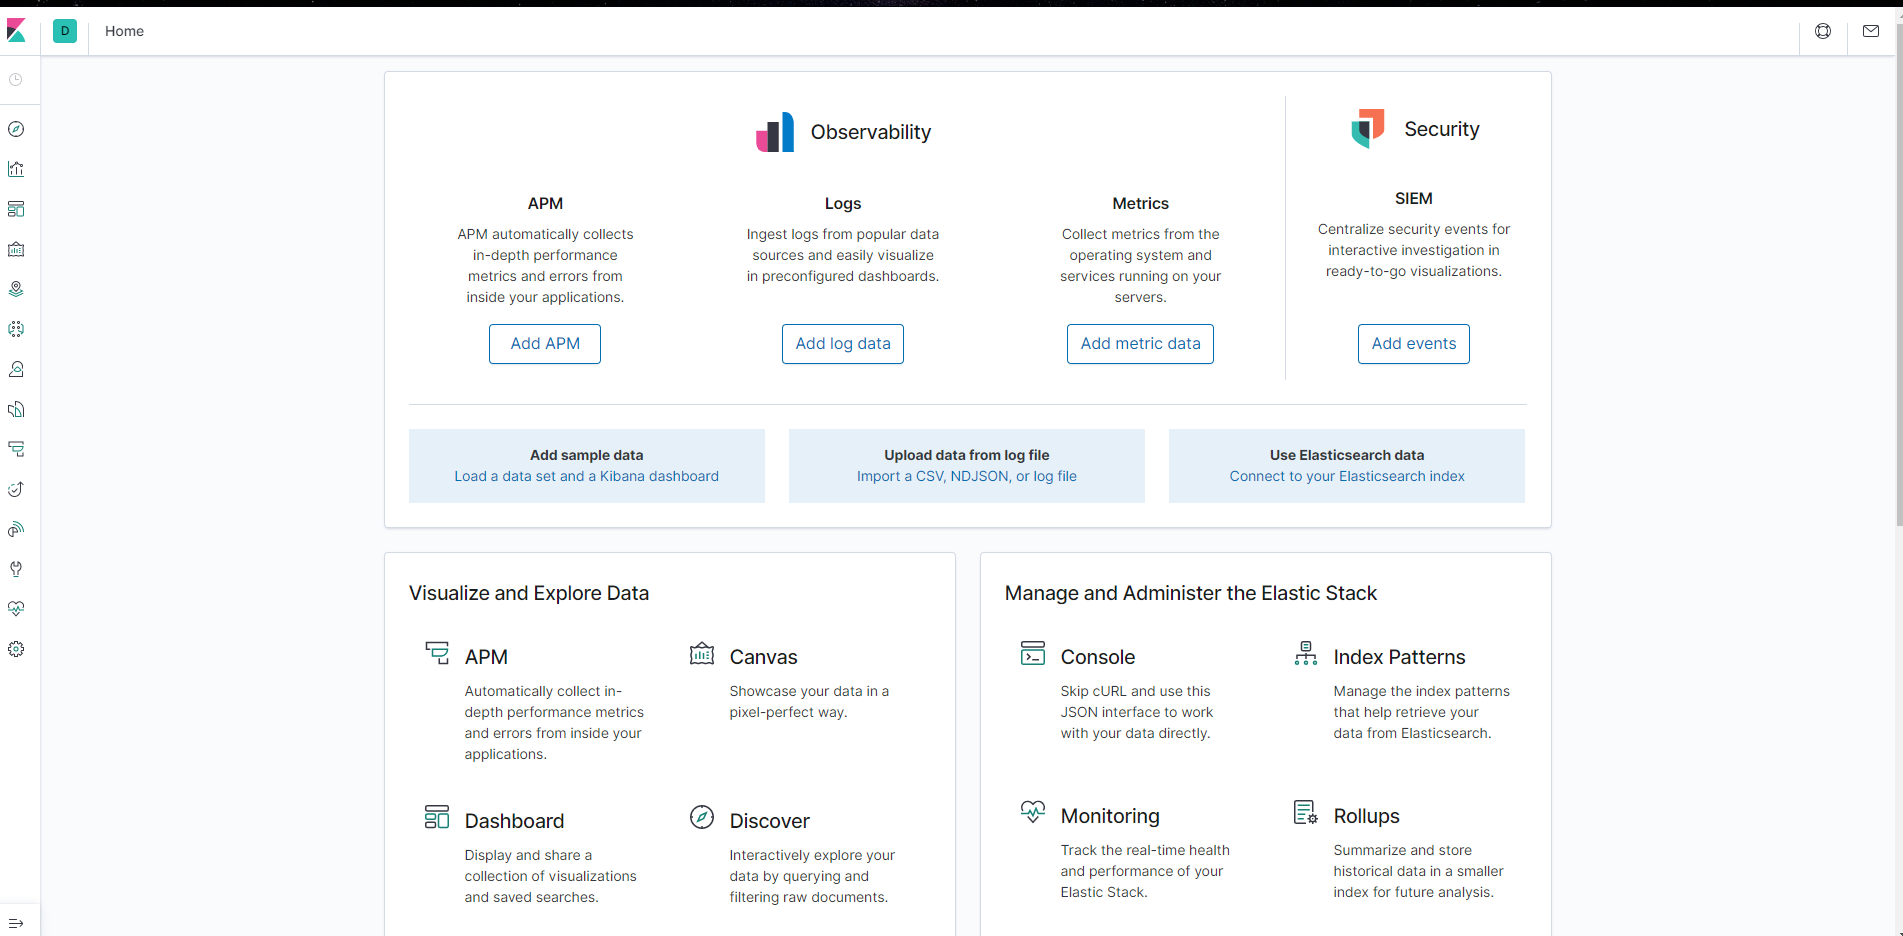 D
Home
Observability
Security
APM
APM automatically collects
in-depth performance
metrics and errors from
inside your applications.
Add APM
Logs
Ingest logs from popular data
sources and easily visualize
in preconfigured dashboards.
Add log data
Metrics
Collect metrics from the
operating system and
services running on your
servers.
Add metric data
SIEM
Centralize security events for
interactive investigation in
ready-to-go visualizations.
Add events
Add sample data
Load a data set and a Kibana dashboard
Upload data from log file
Import a CSV, NDJSON, or log file
Use Elasticsearch data
Connect to your Elasticsearch index
Visualize and Explore Data
APM
Automatically collect in-
depth performance metrics
and errors from inside your
applications.
Canvas
Showcase your data in a
pixel-perfect way.
Dashboard
Display and share a
collection of visualizations
and saved searches.
Discover
Interactively explore your
data by querying and
filtering raw documents.
Manage and Administer the Elastic Stack
Console
Skip cURL and use this
JSON interface to work
with your data directly.
Index Patterns
Manage the index patterns
that help retrieve your
data from Elasticsearch.
Monitoring
Track the real-time health
and performance of your
Elastic Stack.
Rollups
Summarize and store
historical data in a smaller
index for future analysis.